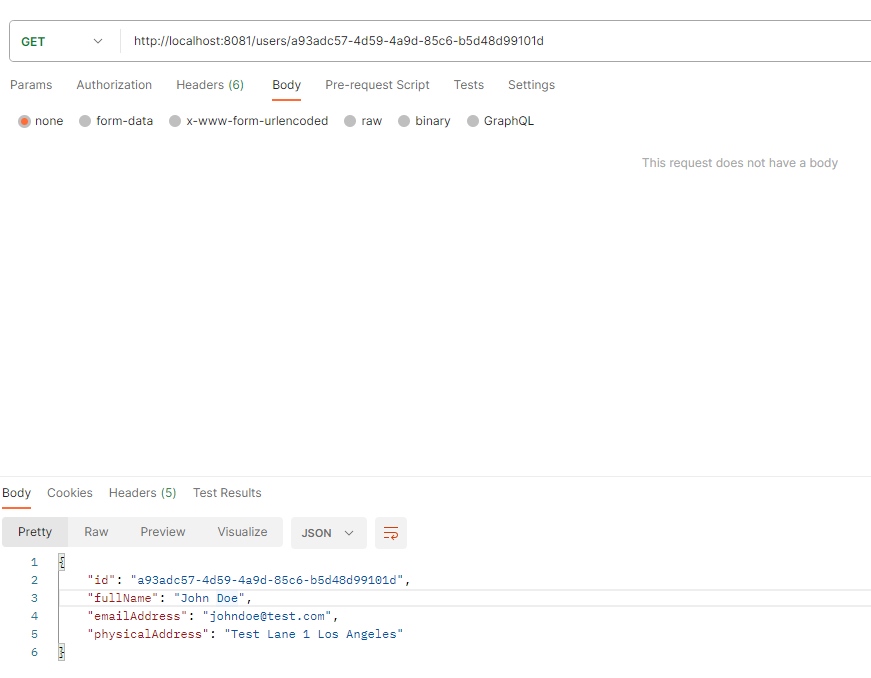 GET http://localhost:8081/users/a93adc57-4d59-4a9d-85c6-b5d48d99101d
Params Authorization Headers (6) Body Pre-request Script Tests Settings
none form-data x-www-form-urlencoded raw binary GraphQL
This request does not have a body
Body Cookies Headers (5) Test Results
Pretty Raw Preview Visualize JSON
1 {
2 "id": "a93adc57-4d59-4a9d-85c6-b5d48d99101d",
3 "fullName": "John Doe",
4 "emailAddress": "johndoe@test.com",
5 "physicalAddress": "Test Lane 1 Los Angeles"
6 }